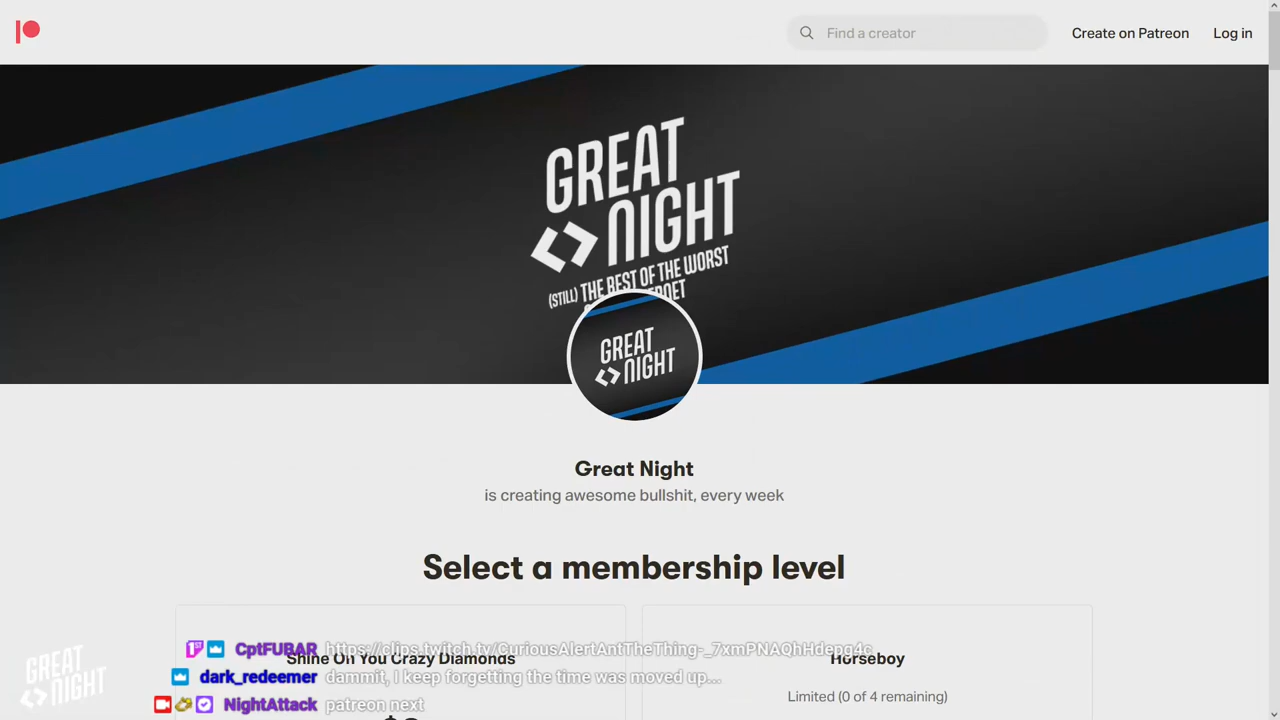 Find a creator
Create on Patreon
Log in
GREAT
NIGHT
(STILL) THE BEST OF THE WORST
GREAT
NIGHT
Great Night
is creating awesome bullshit, every week
Select a membership level
Shine On You Crazy Diamonds
Horseboy
Limited (0 of 4 remaining)
CptFUBAR https://clips.twitch.tv/CuriousAlertAntTheThing-_7xmPNAQhHdepg4c
dark_redeemer dammit, I keep forgetting the time was moved up...
NightAttack patreon next
GREAT
NIGHT